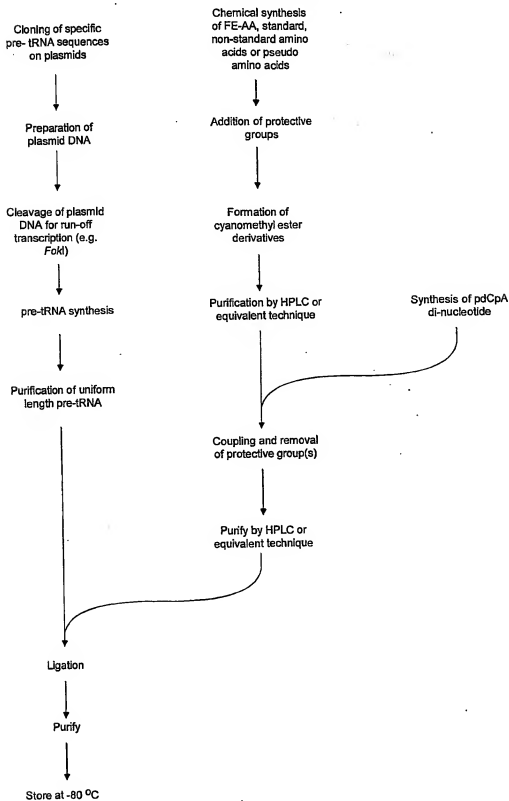 Cloning of specific
pre- tRNA sequences
on plasmids
Preparation of
plasmid DNA
Cleavage of plasmid
DNA for run-off
transcription (e.g.
FokI)
pre-tRNA synthesis
Purification of uniform
length pre-tRNA
Chemical synthesis
of FE-AA, standard,
non-standard amino
acids or pseudo
amino acids
Addition of protective
groups
Formation of
cyanomethyl ester
derivatives
Purification by HPLC or
equivalent technique
Synthesis of pdCpA
di-nucleotide
Coupling and removal
of protective group(s)
Purify by HPLC or
equivalent technique
Ligation
Purify
Store at -80 ºC